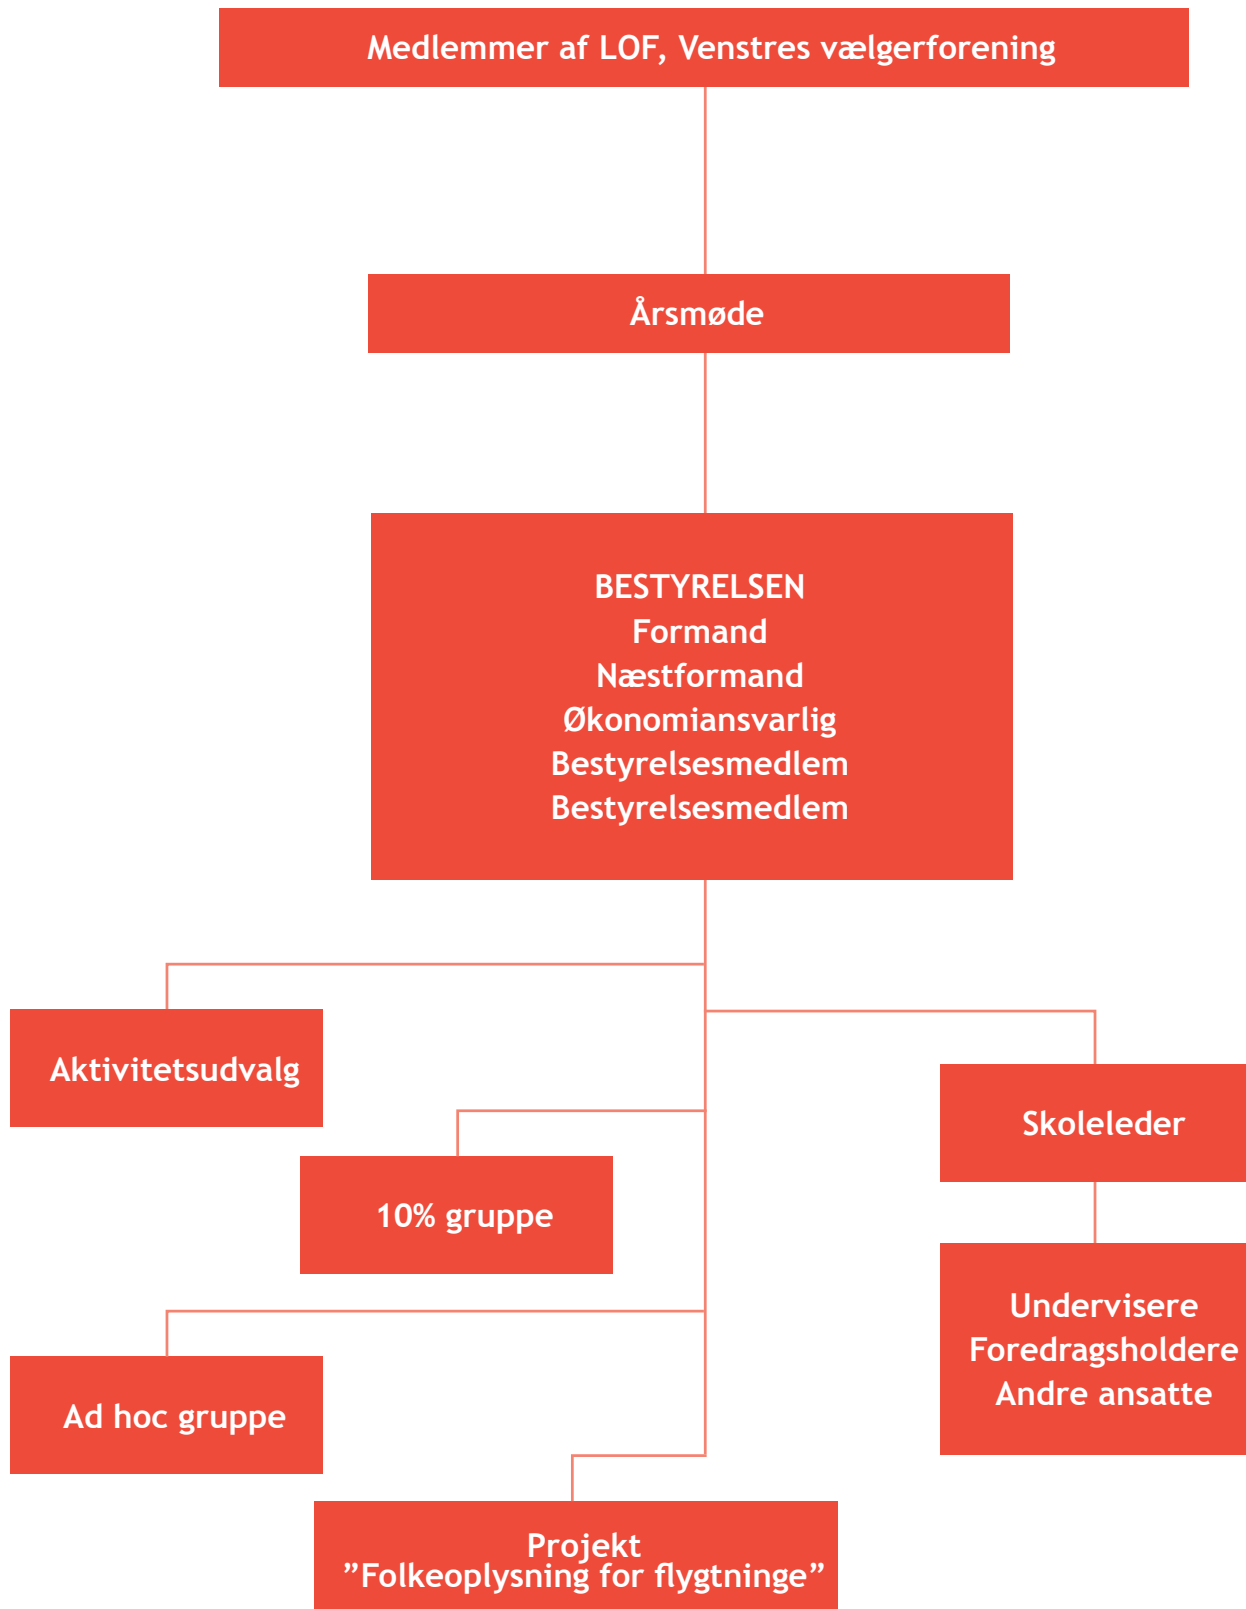 Medlemmer af LOF, Venstres vælgerforening
Årsmøde
BESTYRELSEN
Formand
Næstformand
Økonomiansvarlig
Bestyrelsesmedlem
Bestyrelsesmedlem
Aktivitetsudvalg
Skoleleder
10% gruppe
Undervisere
Foredragsholdere
Andre ansatte
Ad hoc gruppe
Projekt
”Folkeoplysning for flygtninge”